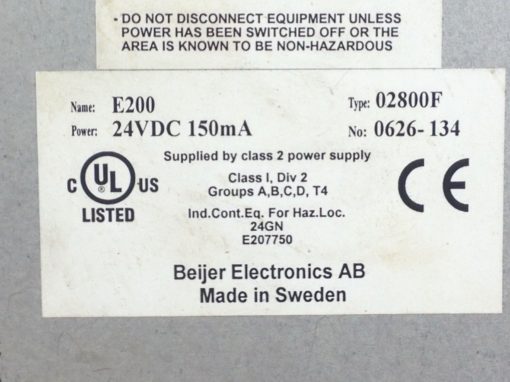 - DO NOT DISCONNECT EQUIPMENT UNLESS
POWER HAS BEEN SWITCHED OFF OR THE
AREA IS KNOWN TO BE NON-HAZARDOUS
Name: E200 Type: 02800F
Power: 24VDC 150mA No: 0626-134
Supplied by class 2 power supply
C UL US LISTED
Class I, Div 2
Groups A,B,C,D, T4
CE
Ind.Cont.Eq. For Haz.Loc.
24GN
E207750
Beijer Electronics AB
Made in Sweden